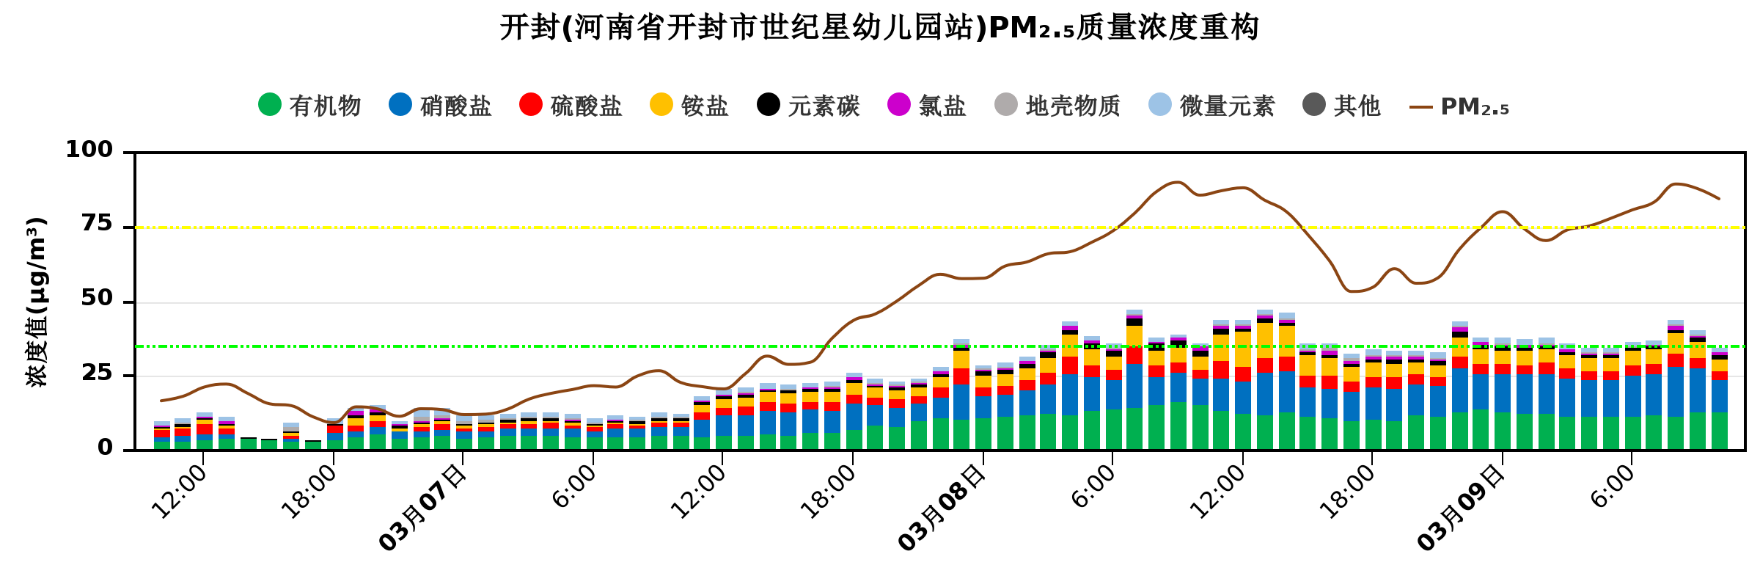 开封(河南省开封市世纪星幼儿园站)PM₂.₅质量浓度重构
有机物 硝酸盐 硫酸盐 铵盐 元素碳 氯盐 地壳物质 微量元素 其他 PM₂.₅
浓度值(μg/m³)
100
75
50
25
0
12:00 18:00 03月07日 6:00 12:00 18:00 03月08日 6:00 12:00 18:00 03月09日 6:00